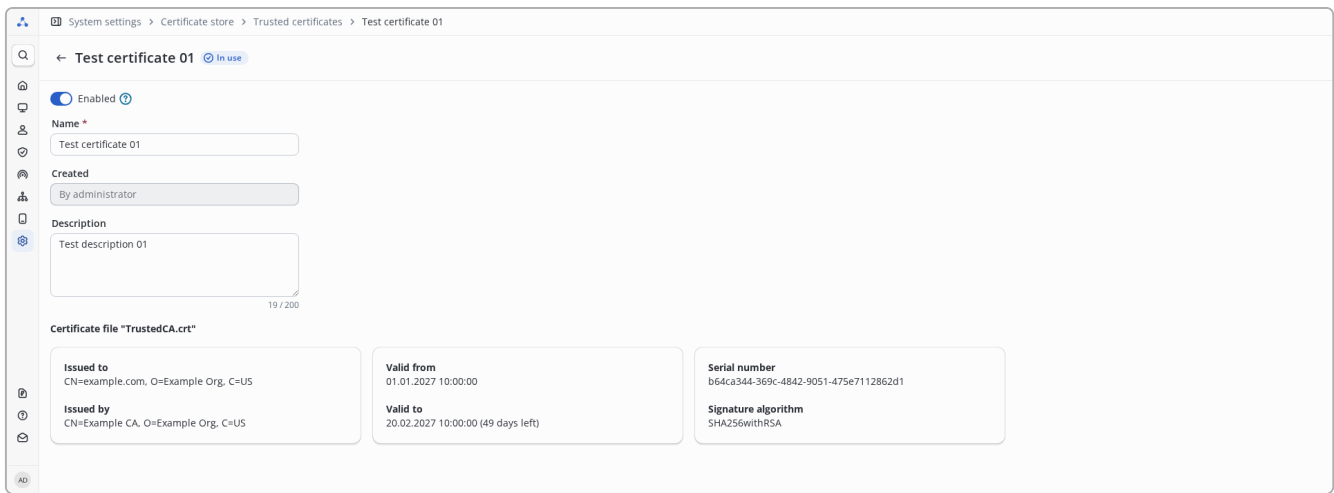 System settings > Certificate store > Trusted certificates > Test certificate 01
← Test certificate 01 In use
Enabled ?
Name *
Test certificate 01
Created
By administrator
Description
Test description 01
19 / 200
Certificate file "TrustedCA.crt"
Issued to
CN=example.com, O=Example Org, C=US
Issued by
CN=Example CA, O=Example Org, C=US
Valid from
01.01.2027 10:00:00
Valid to
20.02.2027 10:00:00 (49 days left)
Serial number
b64ca344-369c-4842-9051-475e7112862d1
Signature algorithm
SHA256withRSA
AD